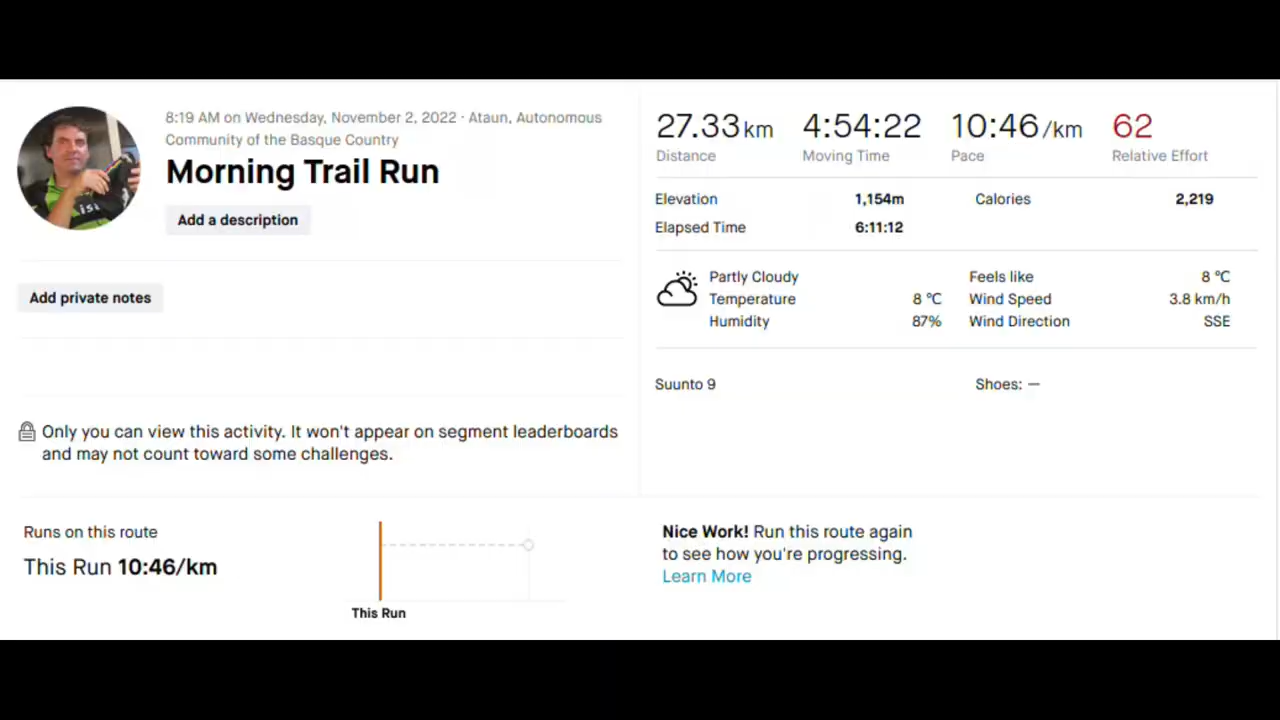 8:19 AM on Wednesday, November 2, 2022 · Ataun, Autonomous
Community of the Basque Country
Morning Trail Run
Add a description
Add private notes
Only you can view this activity. It won't appear on segment leaderboards
and may not count toward some challenges.
27.33 km 4:54:22 10:46 /km 62
Distance Moving Time Pace Relative Effort
Elevation 1,154m Calories 2,219
Elapsed Time 6:11:12
Partly Cloudy Feels like 8 ℃
Temperature 8 ℃ Wind Speed 3.8 km/h
Humidity 87% Wind Direction SSE
Suunto 9 Shoes: —
Runs on this route
This Run 10:46/km
This Run
Nice Work! Run this route again
to see how you're progressing.
Learn More